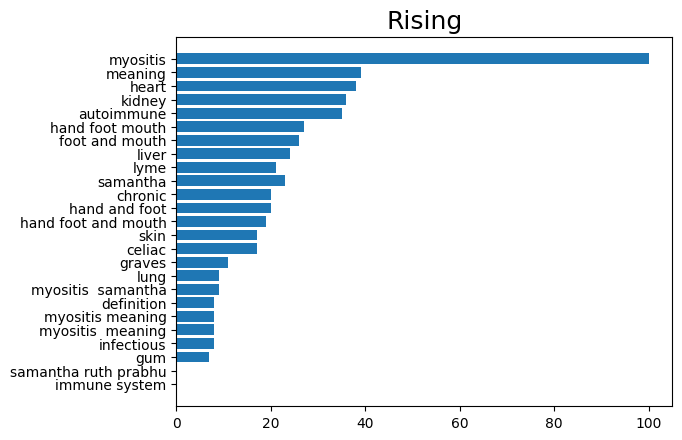 Rising
myositis
meaning
heart
kidney
autoimmune
hand foot mouth
foot and mouth
liver
lyme
samantha
chronic
hand and foot
hand foot and mouth
skin
celiac
graves
lung
myositis  samantha
definition
myositis meaning
myositis  meaning
infectious
gum
samantha ruth prabhu
immune system
0 20 40 60 80 100